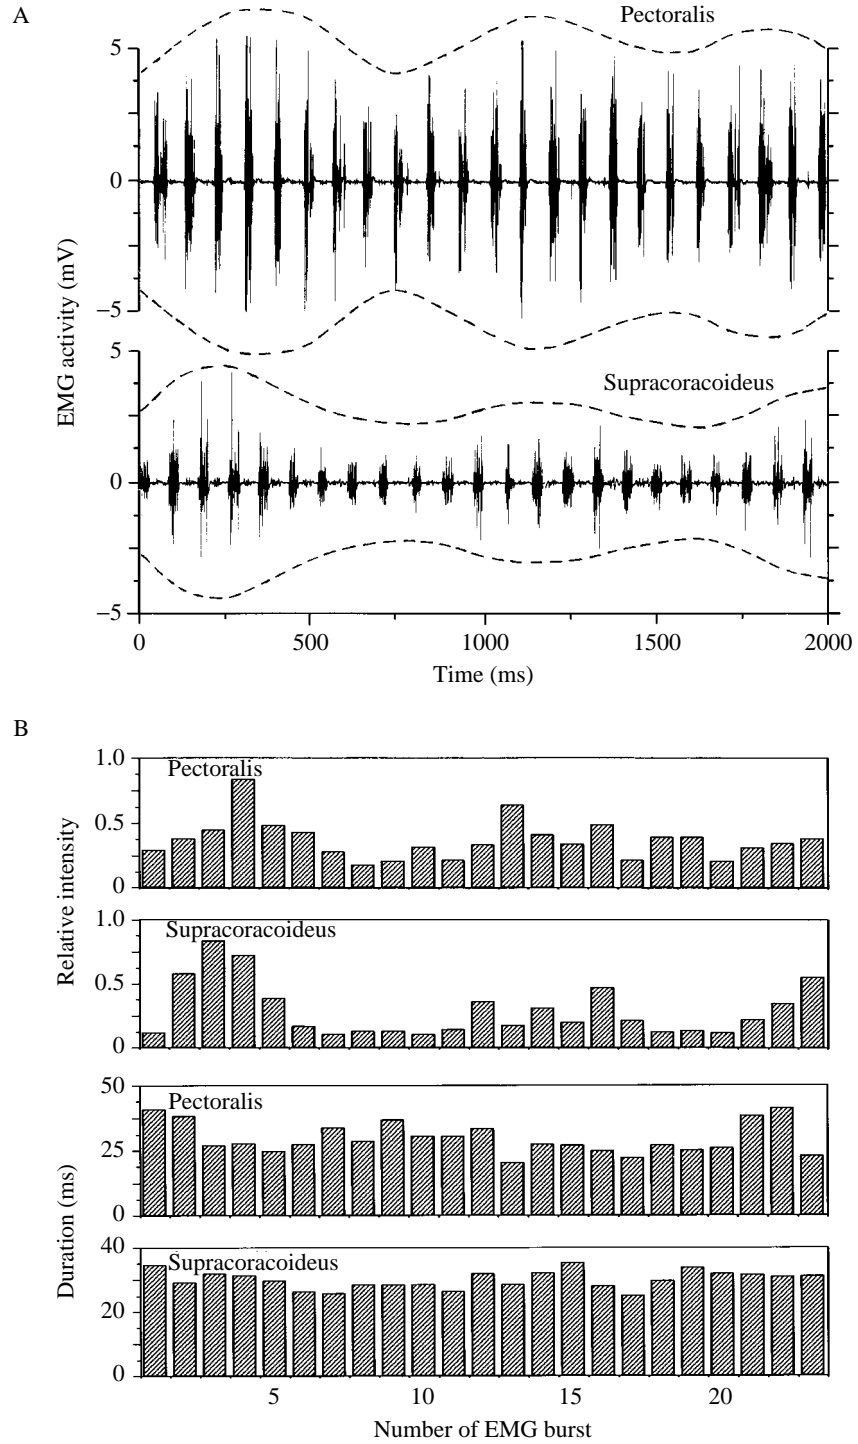 A
Pectoralis
5
0
−5
EMG activity (mV)
5
Supracoracoideus
0
−5
0 500 1000 1500 2000
Time (ms)
B
1.0
Pectoralis
0.5
0
Relative intensity
1.0
Supracoracoideus
0.5
0
50
Pectoralis
25
0
Duration (ms)
40
Supracoracoideus
20
0
5 10 15 20
Number of EMG burst